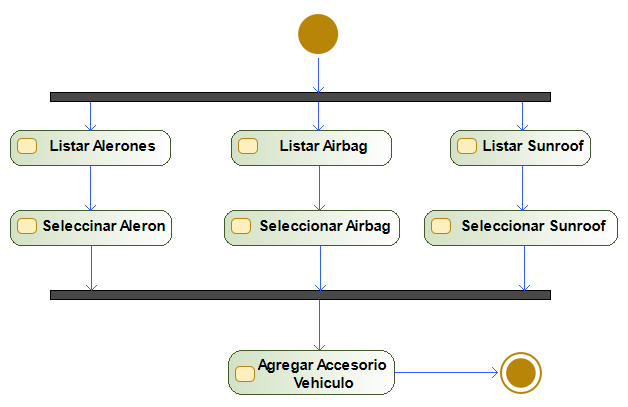 Listar Alerones
Listar Airbag
Listar Sunroof
Seleccinar Aleron
Seleccionar Airbag
Seleccionar Sunroof
Agregar Accesorio
Vehiculo